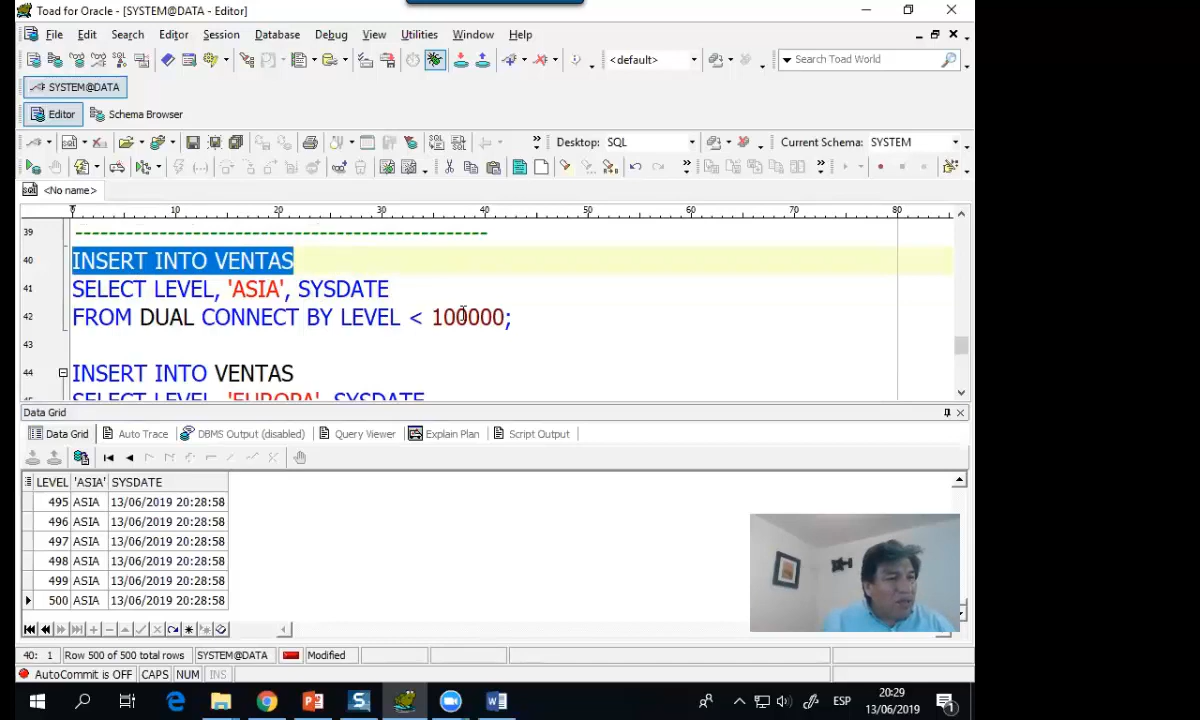 Toad for Oracle - [SYSTEM@DATA - Editor]
File Edit Search Editor Session Database Debug View Utilities Window Help
<default> Search Toad World
SYSTEM@DATA
Editor Schema Browser
Desktop: SQL Current Schema: SYSTEM
<No name>
0 10 20 30 40 50 60 70 80
39 --------------------------------------------------
40 INSERT INTO VENTAS
41 SELECT LEVEL, 'ASIA', SYSDATE
42 FROM DUAL CONNECT BY LEVEL < 100000;
43
44 INSERT INTO VENTAS
SELECT LEVEL, 'EUROPA', SYSDATE
Data Grid
Data Grid Auto Trace DBMS Output (disabled) Query Viewer Explain Plan Script Output
LEVEL 'ASIA' SYSDATE
495 ASIA 13/06/2019 20:28:58
496 ASIA 13/06/2019 20:28:58
497 ASIA 13/06/2019 20:28:58
498 ASIA 13/06/2019 20:28:58
499 ASIA 13/06/2019 20:28:58
500 ASIA 13/06/2019 20:28:58
40: 1 Row 500 of 500 total rows SYSTEM@DATA Modified
AutoCommit is OFF CAPS NUM INS
ESP 20:29
13/06/2019